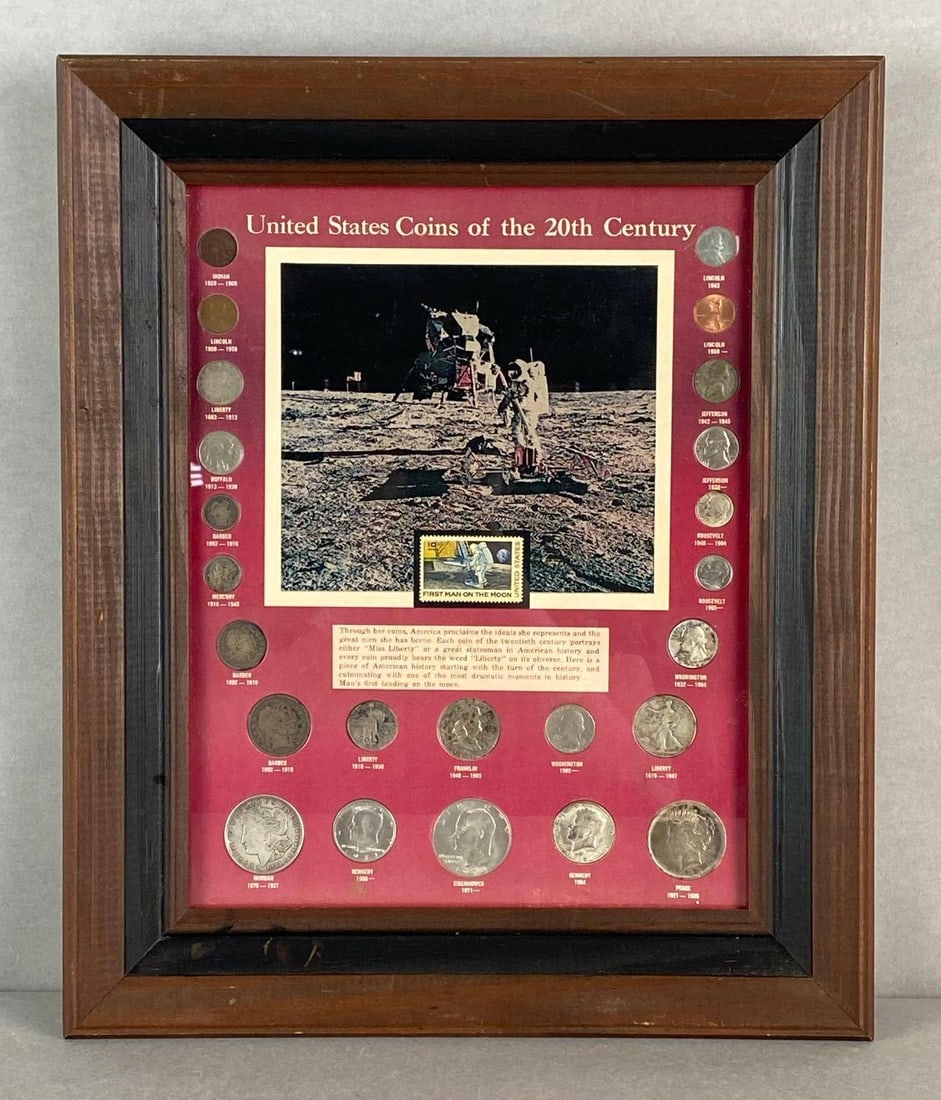 United States Coins of the 20th Century
INDIAN
1859 — 1909
LINCOLN
1909 — 1958
LIBERTY
1883 — 1913
BUFFALO
1913 — 1938
BARBER
1892 — 1916
MERCURY
1916 — 1945
BARBER
1892 — 1916
LINCOLN
1943
LINCOLN
1959 —
JEFFERSON
1942 — 1945
JEFFERSON
1938 —
ROOSEVELT
1946 — 1964
ROOSEVELT
1965 —
WASHINGTON
1932 — 1964
10
FIRST MAN ON THE MOON
UNITED STATES
Through her coins, America proclaims the ideals she represents and the
great men she has borne. Each coin of the twentieth century portrays
either "Miss Liberty" or a great statesman in American history and
every coin proudly bears the word "Liberty" on its obverse. Here is a
piece of American history starting with the turn of the century, and
culminating with one of the most dramatic moments in history
Man's first landing on the moon.
BARBER
1892 — 1915
LIBERTY
1916 — 1930
FRANKLIN
1948 — 1963
WASHINGTON
1965 —
LIBERTY
1916 — 1947
MORGAN
1878 — 1921
KENNEDY
EISENHOWER
1971 —
KENNEDY
1964
PEACE
1921 —